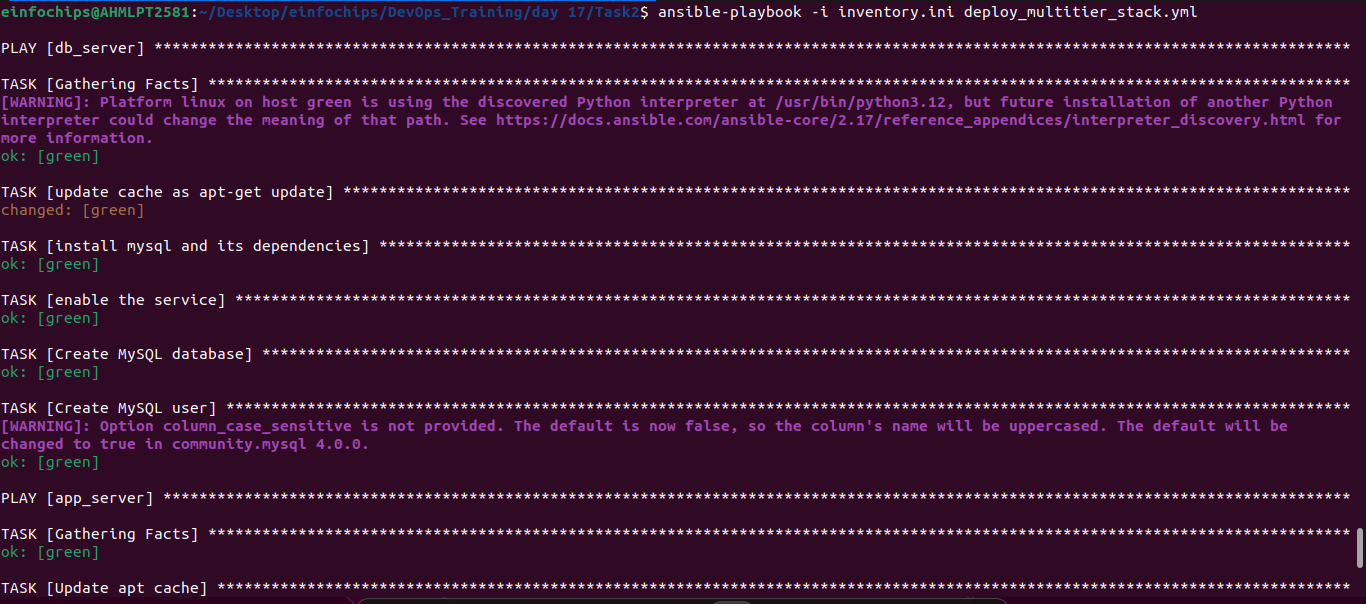 einfochips@AHMLPT2581:~/Desktop/einfochips/DevOps_Training/day 17/Task2$ ansible-playbook -i inventory.ini deploy_multitier_stack.yml
PLAY [db_server] *************************************************************************************************************************************
TASK [Gathering Facts] *******************************************************************************************************************************
[WARNING]: Platform linux on host green is using the discovered Python interpreter at /usr/bin/python3.12, but future installation of another Python
interpreter could change the meaning of that path. See https://docs.ansible.com/ansible-core/2.17/reference_appendices/interpreter_discovery.html for
more information.
ok: [green]
TASK [update cache as apt-get update] ****************************************************************************************************************
changed: [green]
TASK [install mysql and its dependencies] ************************************************************************************************************
ok: [green]
TASK [enable the service] ****************************************************************************************************************************
ok: [green]
TASK [Create MySQL database] *************************************************************************************************************************
ok: [green]
TASK [Create MySQL user] *****************************************************************************************************************************
[WARNING]: Option column_case_sensitive is not provided. The default is now false, so the column's name will be uppercased. The default will be
changed to true in community.mysql 4.0.0.
ok: [green]
PLAY [app_server] ************************************************************************************************************************************
TASK [Gathering Facts] *******************************************************************************************************************************
ok: [green]
TASK [Update apt cache] ******************************************************************************************************************************